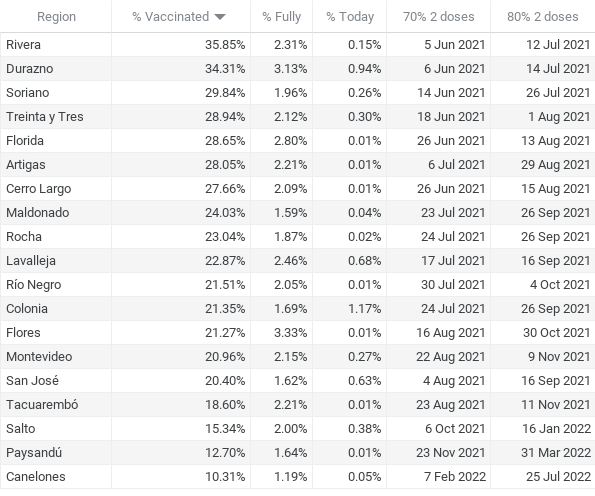 Region % Vaccinated % Fully % Today 70% 2 doses 80% 2 doses
Rivera 35.85% 2.31% 0.15% 5 Jun 2021 12 Jul 2021
Durazno 34.31% 3.13% 0.94% 6 Jun 2021 14 Jul 2021
Soriano 29.84% 1.96% 0.26% 14 Jun 2021 26 Jul 2021
Treinta y Tres 28.94% 2.12% 0.30% 18 Jun 2021 1 Aug 2021
Florida 28.65% 2.80% 0.01% 26 Jun 2021 13 Aug 2021
Artigas 28.05% 2.21% 0.01% 6 Jul 2021 29 Aug 2021
Cerro Largo 27.66% 2.09% 0.01% 26 Jun 2021 15 Aug 2021
Maldonado 24.03% 1.59% 0.04% 23 Jul 2021 26 Sep 2021
Rocha 23.04% 1.87% 0.02% 24 Jul 2021 26 Sep 2021
Lavalleja 22.87% 2.46% 0.68% 17 Jul 2021 16 Sep 2021
Río Negro 21.51% 2.05% 0.01% 30 Jul 2021 4 Oct 2021
Colonia 21.35% 1.69% 1.17% 24 Jul 2021 26 Sep 2021
Flores 21.27% 3.33% 0.01% 16 Aug 2021 30 Oct 2021
Montevideo 20.96% 2.15% 0.27% 22 Aug 2021 9 Nov 2021
San José 20.40% 1.62% 0.63% 4 Aug 2021 16 Sep 2021
Tacuarembó 18.60% 2.21% 0.01% 23 Aug 2021 11 Nov 2021
Salto 15.34% 2.00% 0.38% 6 Oct 2021 16 Jan 2022
Paysandú 12.70% 1.64% 0.01% 23 Nov 2021 31 Mar 2022
Canelones 10.31% 1.19% 0.05% 7 Feb 2022 25 Jul 2022